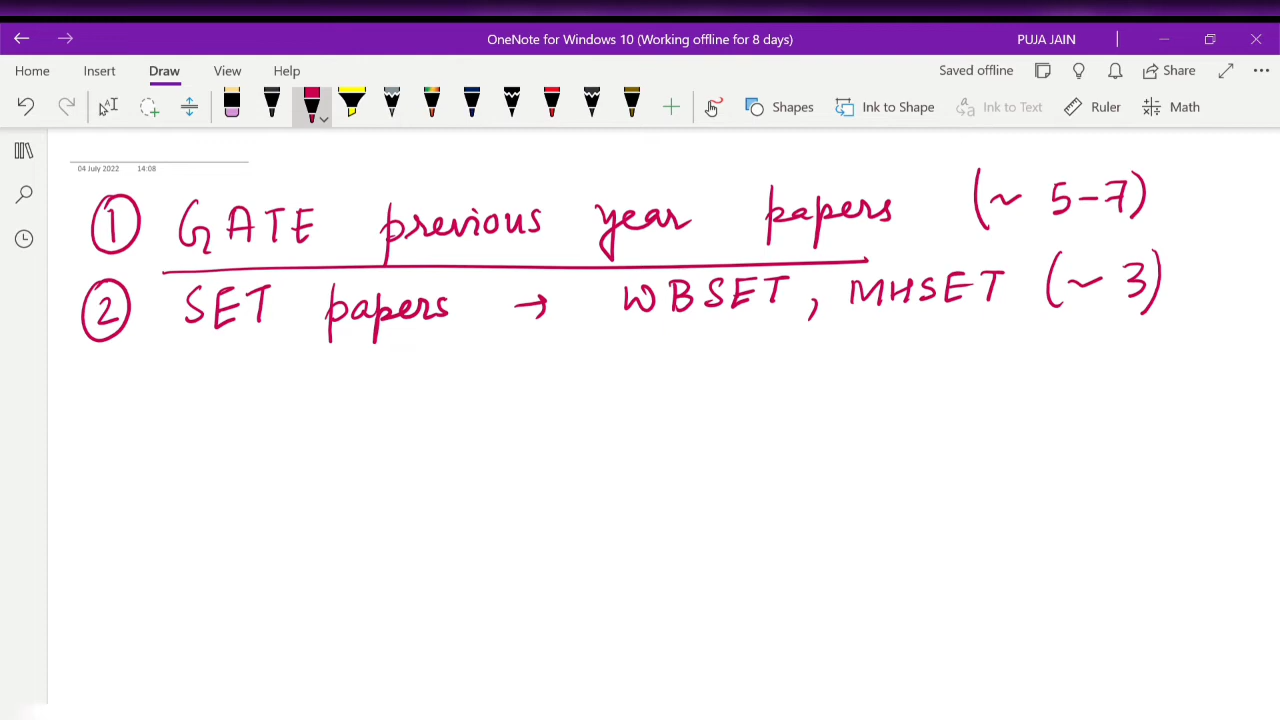 OneNote for Windows 10 (Working offline for 8 days)
PUJA JAIN
Home Insert Draw View Help
Saved offline Share
Shapes Ink to Shape Ink to Text Ruler Math
04 July 2022 14:08
1 GATE previous year papers (~ 5-7)
2 SET papers → WBSET, MHSET (~ 3)